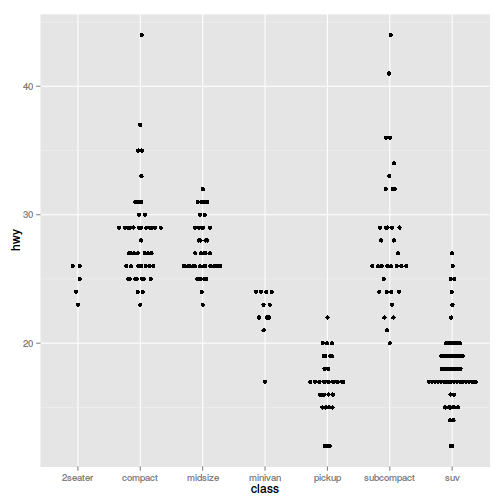 40
30
20
hwy
2seater compact midsize minivan pickup subcompact suv
class